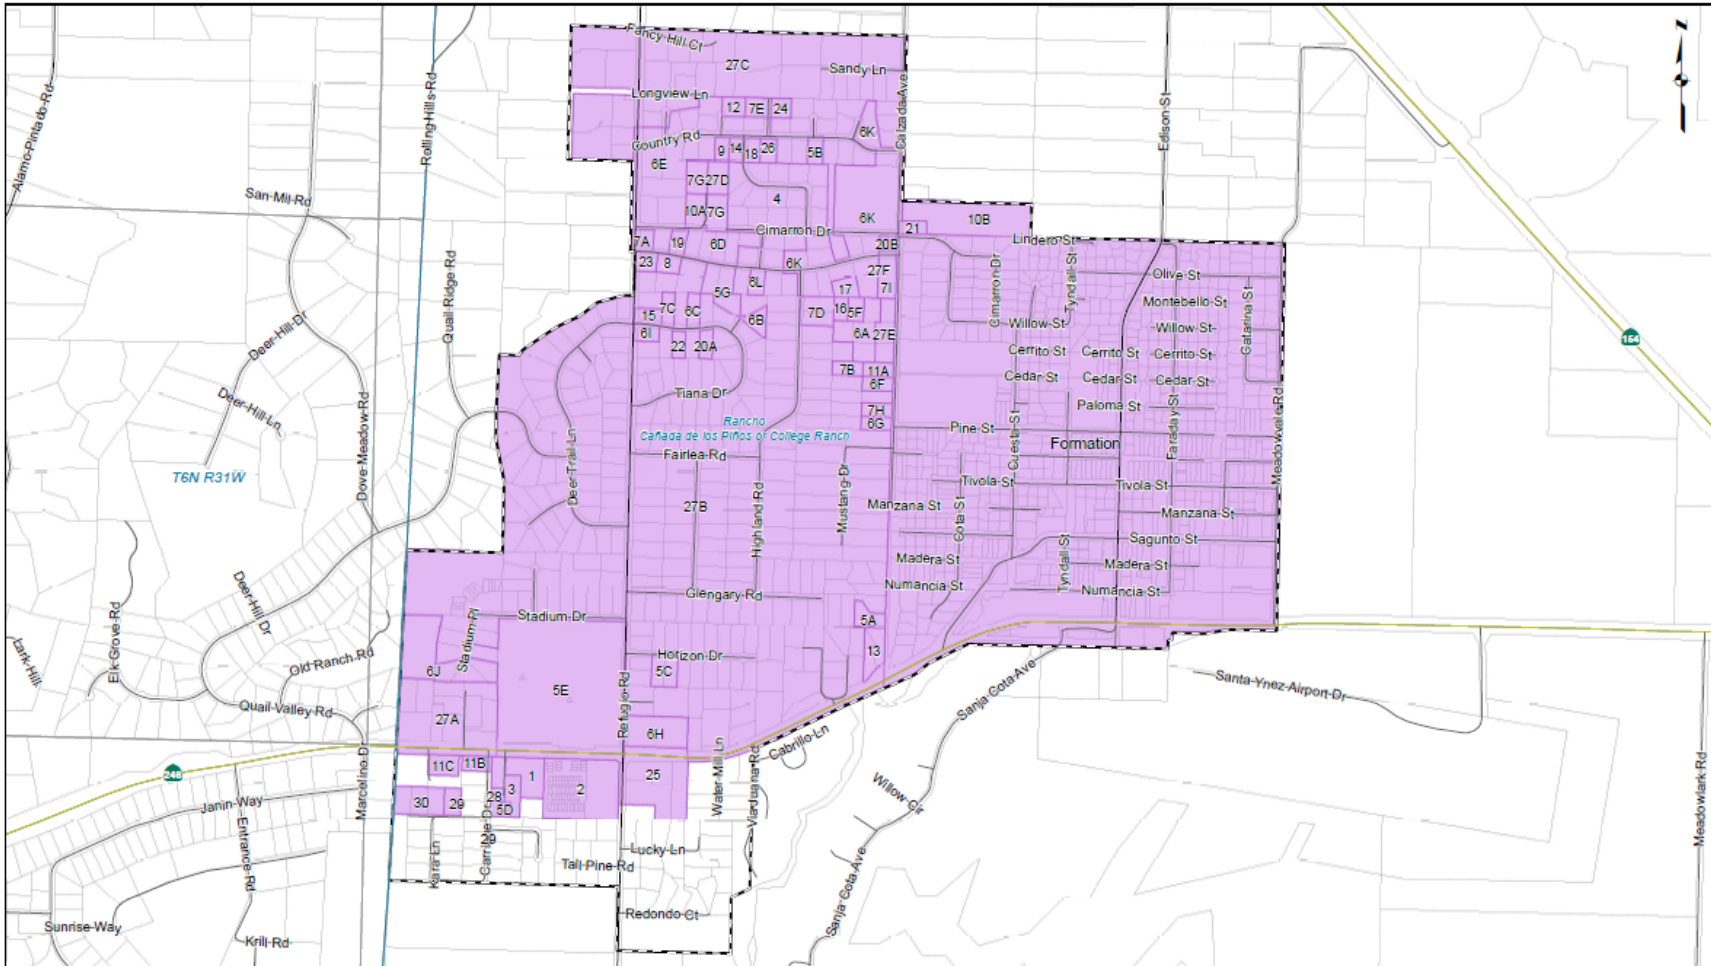 Fancy Hill Ct
27C
Sandy Ln
Z
Alamo Pintado Rd
Rolling Hills Rd
Longview Ln
12
7E
24
6K
Calzada Ave
Edison St
Country Rd
9
14
18
26
5B
6E
7G
27D
4
San Mil Rd
10A
7G
6K
21
10B
7A
19
6D
Cimarron Dr
20B
Lindero St
23
8
6K
27F
Olive St
Quail Ridge Rd
5G
6L
17
7I
Cimarron Dr
Tyndall St
Montebello St
Catarina St
Deer Hill Dr
15
7C
6C
6B
7D
16
5F
Willow St
Willow St
6I
22
20A
6A
27E
154
Cerrito St
Cerrito St
Cerrito St
7B
11A
6F
Cedar St
Cedar St
Cedar St
Deer Hill Ln
Dove Meadow Rd
Tiana Dr
7H
6G
Paloma St
Faraday St
Meadowvale Rd
Rancho
Cañada de los Piños or College Ranch
Pine St
Cuesta St
Formation
T6N R31W
Deer Trail Ln
Fairlea Rd
27B
Highland Rd
Mustang Dr
Tivola St
Tivola St
Manzana St
Cota St
Manzana St
Sagunto St
Madera St
Tyndall St
Madera St
Numancia St
Numancia St
Elk Grove Rd
Deer Hill Dr
Glengary Rd
Stadium Dr
Stadium Pl
5A
Lark Hill
Old Ranch Rd
6J
5E
Horizon Dr
5C
13
Refugio Rd
Sanja Cota Ave
Santa Ynez Airport Dr
Quail Valley Rd
27A
6H
Water Mill Ln
Viarduana Rd
Cabrillo Ln
246
Marcelino Dr
11C
11B
1
2
25
Willow Cir
Meadowlark Rd
Janin Way
Entrance Rd
30
29
28
3
5D
29
Kara Ln
Carriage Dr
Tall Pine Rd
Lucky Ln
Sanja Cota Ave
Redondo Ct
Sunrise Way
Krill Rd